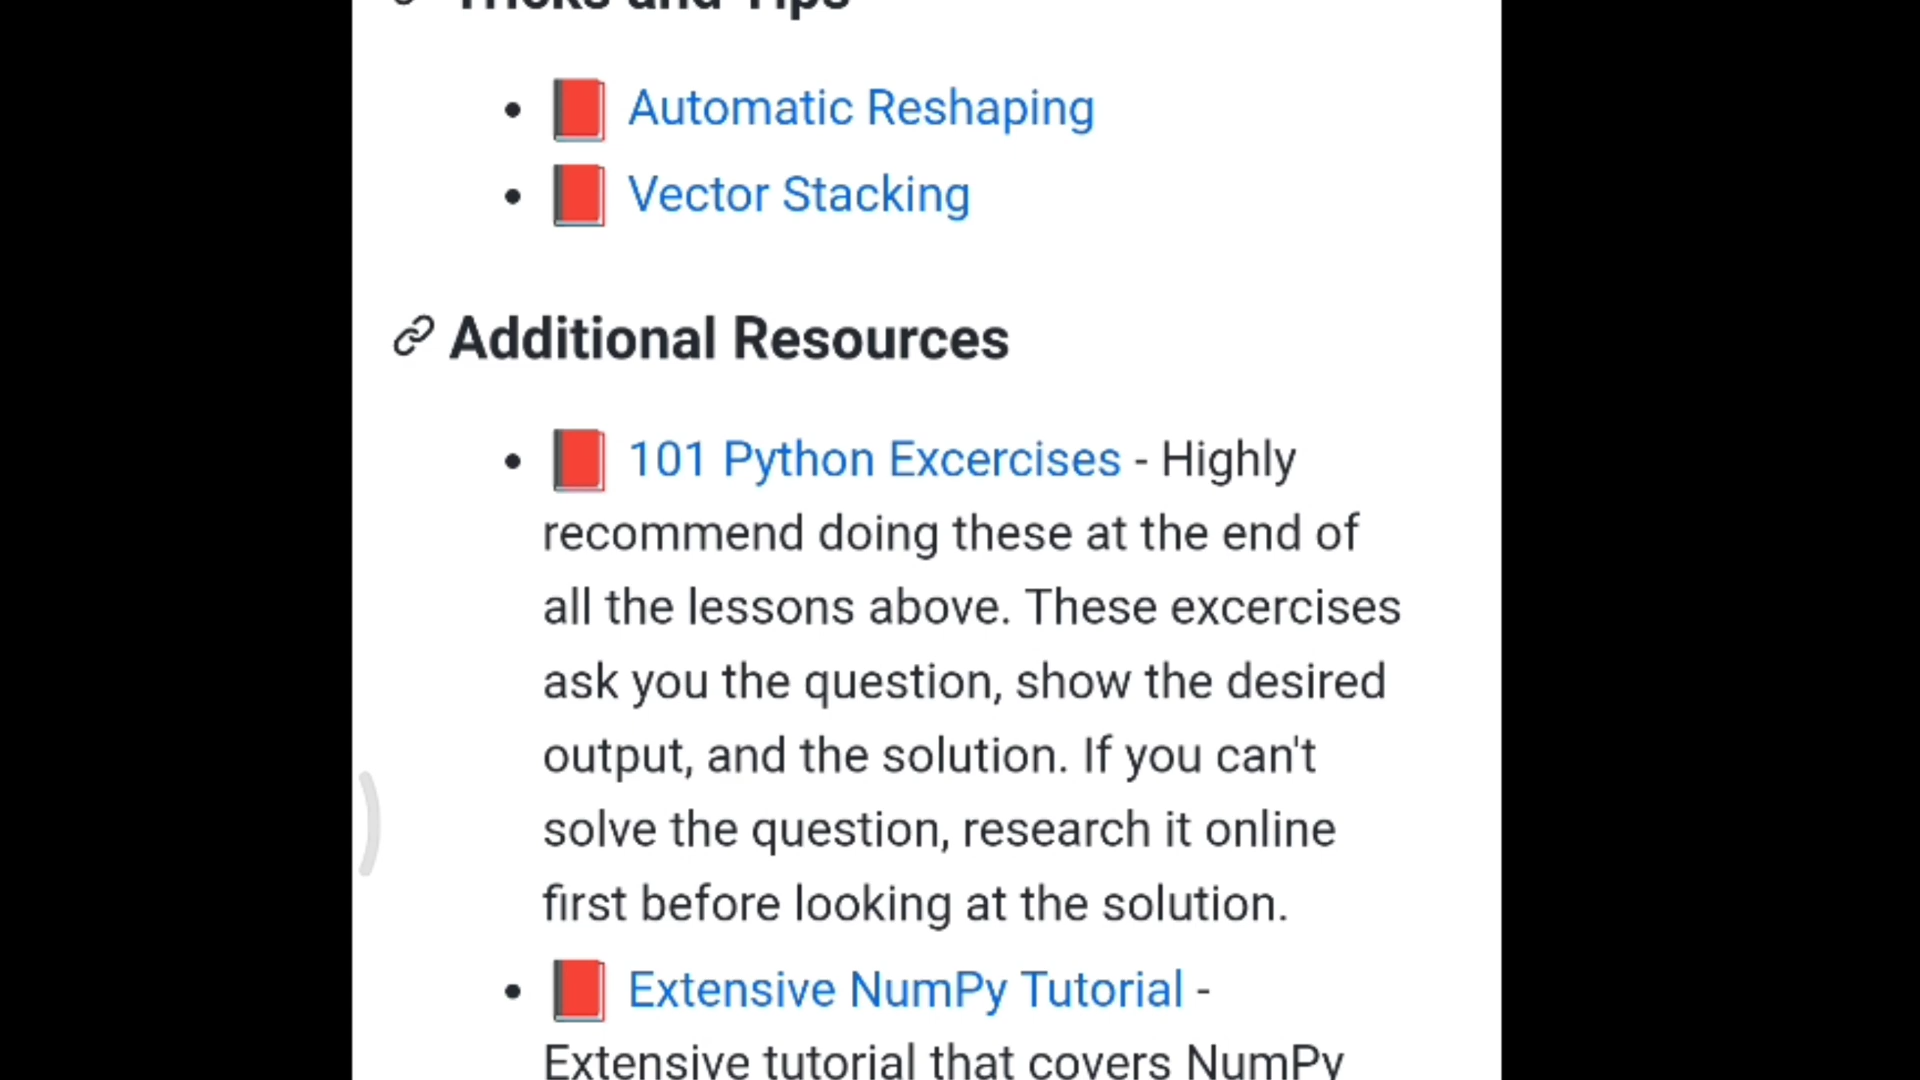 Tricks and Tips
Automatic Reshaping
Vector Stacking
Additional Resources
101 Python Excercises - Highly
recommend doing these at the end of
all the lessons above. These excercises
ask you the question, show the desired
output, and the solution. If you can't
solve the question, research it online
first before looking at the solution.
Extensive NumPy Tutorial -
Extensive tutorial that covers NumPy